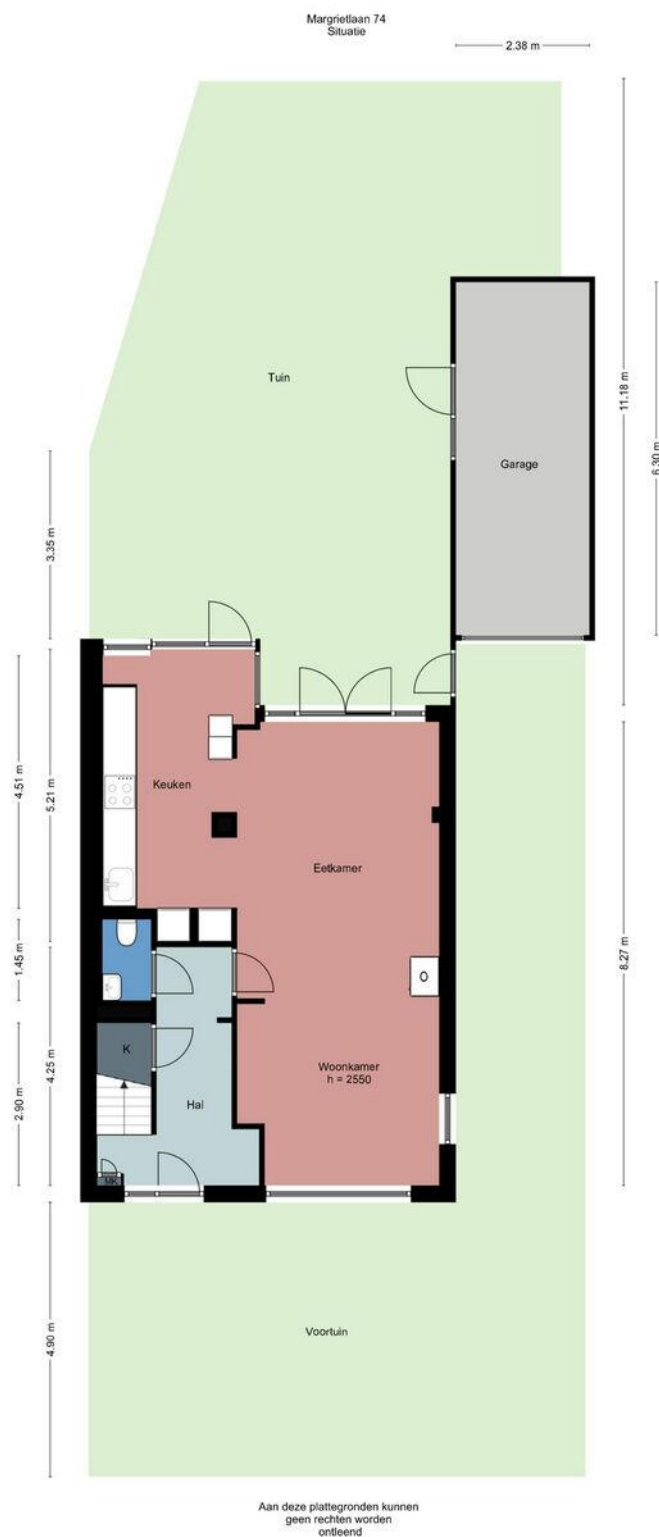 Margrietlaan 74
Situatie
2.38 m
Tuin
11.18 m
Garage
6.30 m
3.35 m
4.51 m
5.21 m
Keuken
Eetkamer
8.27 m
1.45 m
4.25 m
2.90 m
K
Woonkamer
h = 2550
Hal
MK
4.90 m
Voortuin
Aan deze plattegronden kunnen
geen rechten worden
ontleend